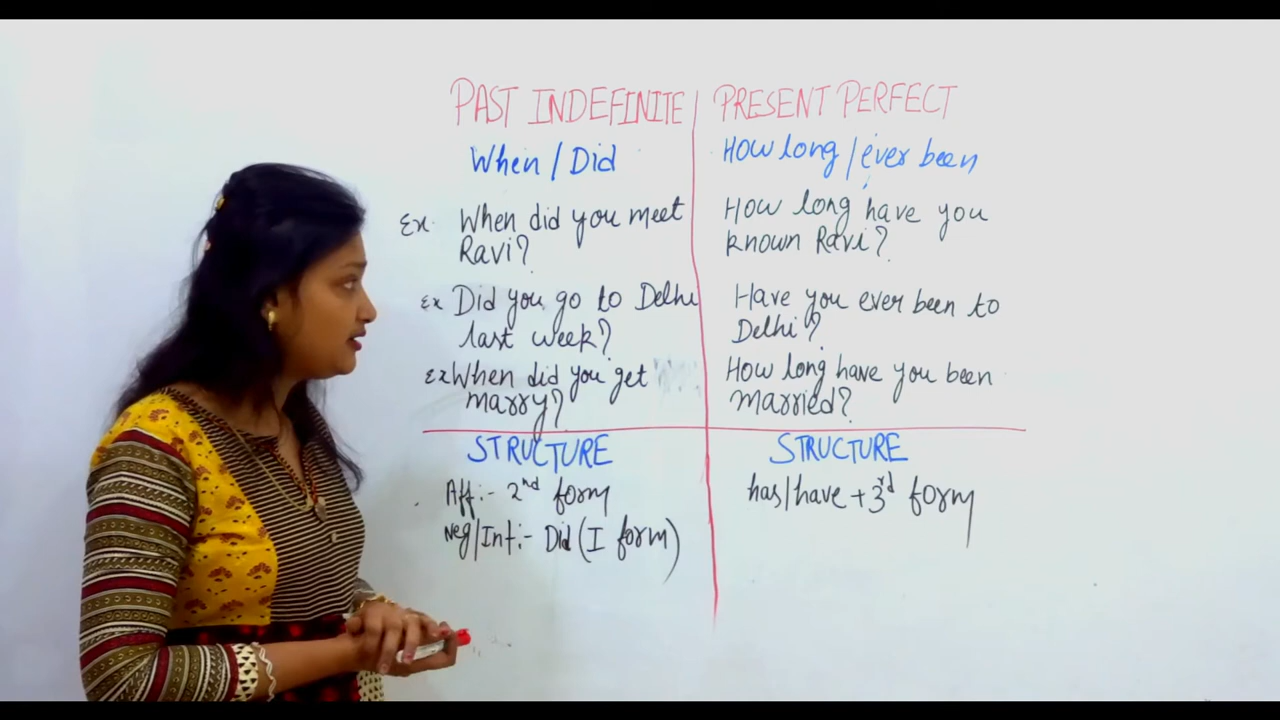 PAST INDEFINITE
When / Did
Ex. When did you meet
Ravi?
Ex Did you go to Delhi
last week?
Ex When did you get
marry?
STRUCTURE
Aff:- 2nd form
Neg/Int:- Did (I form)
PRESENT PERFECT
How long / ever been
How long have you
known Ravi?
Have you ever been to
Delhi?
How long have you been
married?
STRUCTURE
has/have + 3rd form